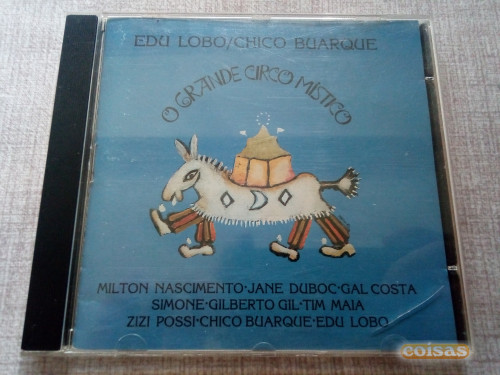 EDU LOBO/CHICO BUARQUE
O GRANDE CIRCO MÍSTICO
MILTON NASCIMENTO·JANE DUBOC·GAL COSTA
SIMONE·GILBERTO GIL·TIM MAIA
ZIZI POSSI·CHICO BUARQUE·EDU LOBO
coisas